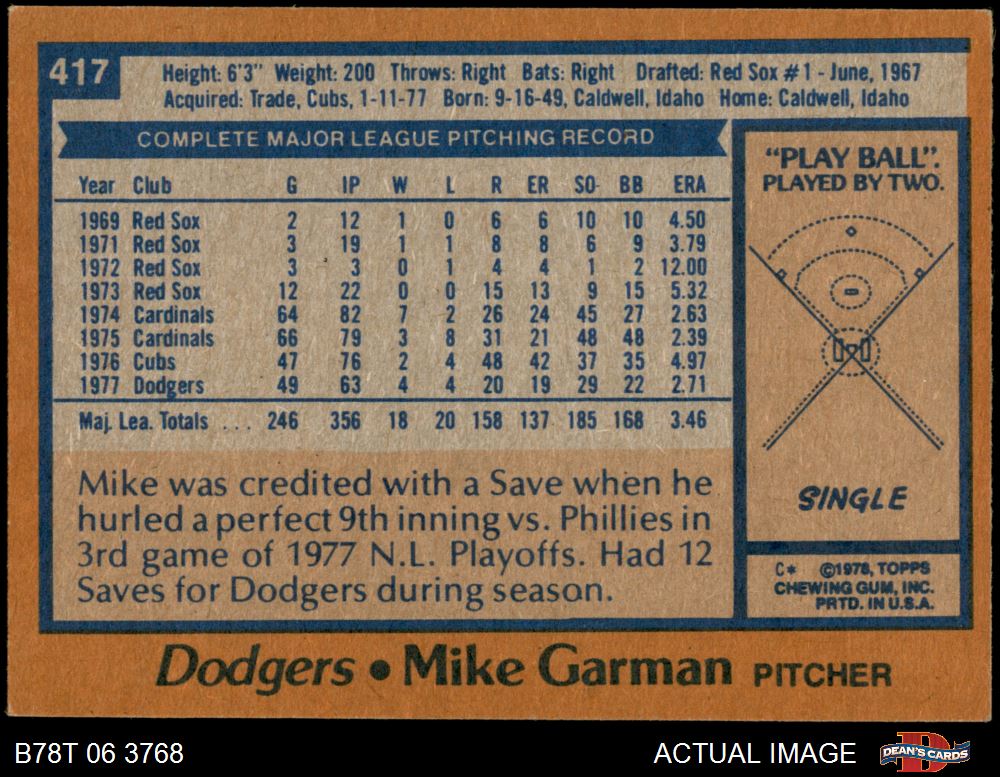 417
Height: 6'3" Weight: 200 Throws: Right Bats: Right Drafted: Red Sox #1 - June, 1967
Acquired: Trade, Cubs, 1-11-77 Born: 9-16-49, Caldwell, Idaho Home: Caldwell, Idaho
COMPLETE MAJOR LEAGUE PITCHING RECORD
Year Club G IP W L R ER SO BB ERA
1969 Red Sox 2 12 1 0 6 6 10 10 4.50
1971 Red Sox 3 19 1 1 8 8 6 9 3.79
1972 Red Sox 3 3 0 1 4 4 1 2 12.00
1973 Red Sox 12 22 0 0 15 13 9 15 5.32
1974 Cardinals 64 82 7 2 26 24 45 27 2.63
1975 Cardinals 66 79 3 8 31 21 48 48 2.39
1976 Cubs 47 76 2 4 48 42 37 35 4.97
1977 Dodgers 49 63 4 4 20 19 29 22 2.71
Maj. Lea. Totals ... 246 356 18 20 158 137 185 168 3.46
Mike was credited with a Save when he
hurled a perfect 9th inning vs. Phillies in
3rd game of 1977 N.L. Playoffs. Had 12
Saves for Dodgers during season.
"PLAY BALL".
PLAYED BY TWO.
SINGLE
C* ©1978, TOPPS
CHEWING GUM, INC.
PRTD. IN U.S.A.
Dodgers • Mike Garman PITCHER
B78T 06 3768
ACTUAL IMAGE
DEAN'S CARDS